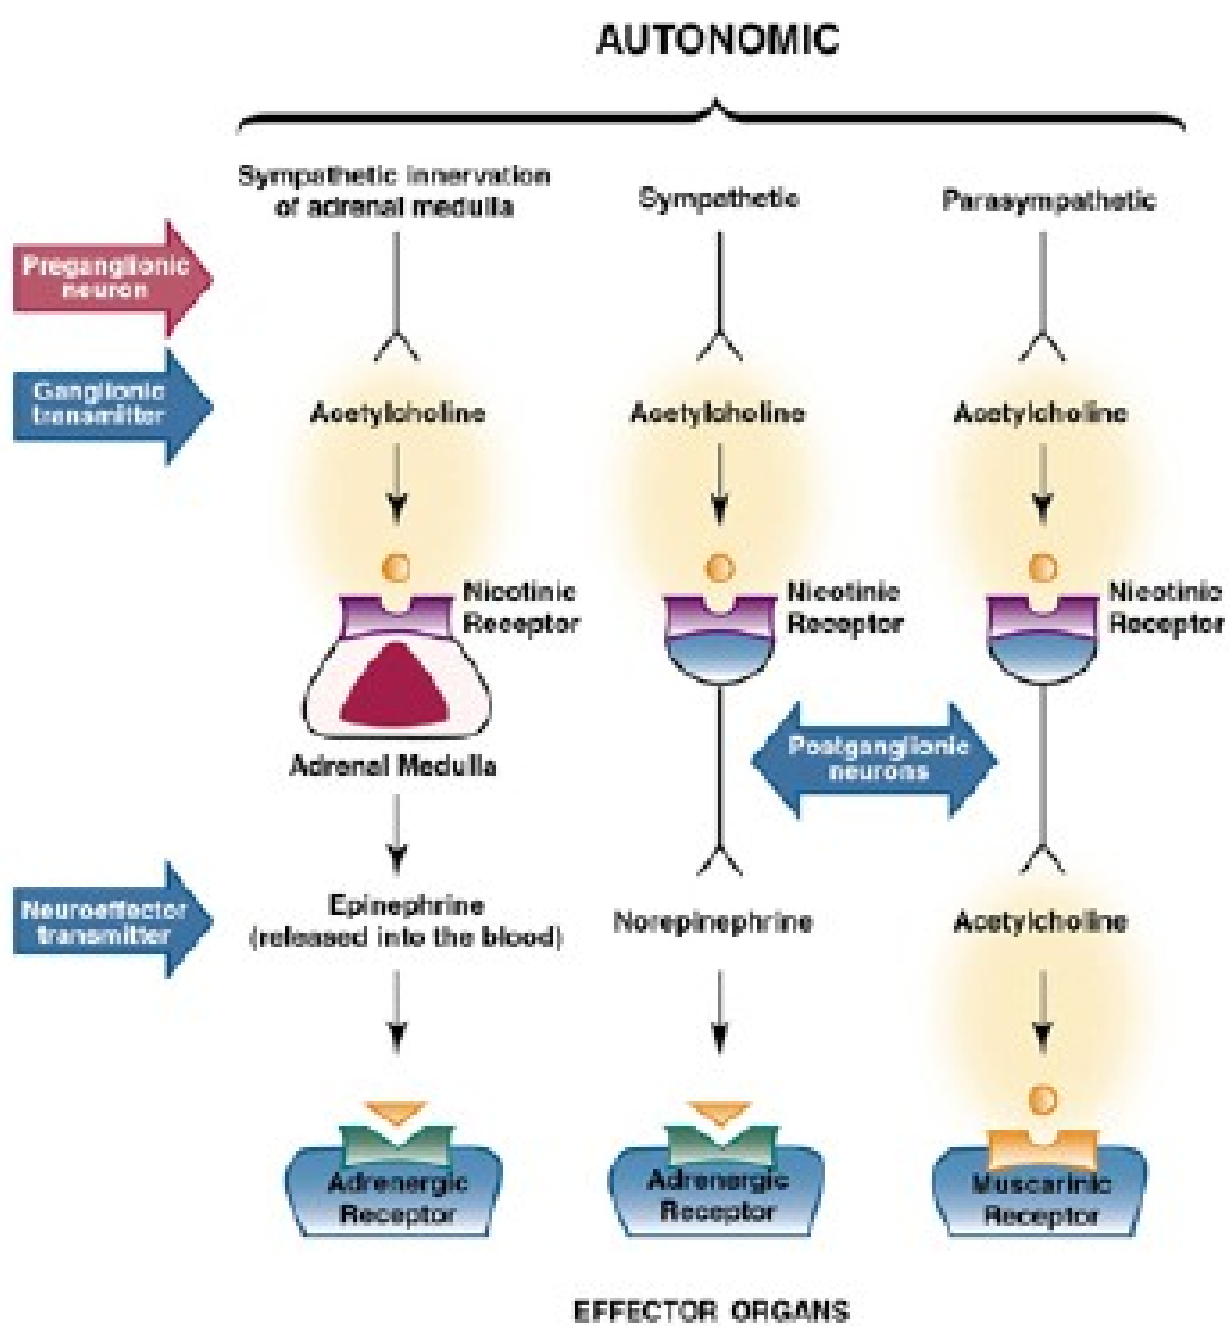 AUTONOMIC
Sympathetic innervation
of adrenal medulla
Sympathetic
Parasympathetic
Preganglionic
neuron
Ganglionic
transmitter
Acetylcholine
Acetylcholine
Acetylcholine
Nicotinic
Receptor
Nicotinic
Receptor
Nicotinic
Receptor
Adrenal Medulla
Postganglionic
neurons
Neuroeffector
transmitter
Epinephrine
(released into the blood)
Norepinephrine
Acetylcholine
Adrenergic
Receptor
Adrenergic
Receptor
Muscarinic
Receptor
EFFECTOR ORGANS